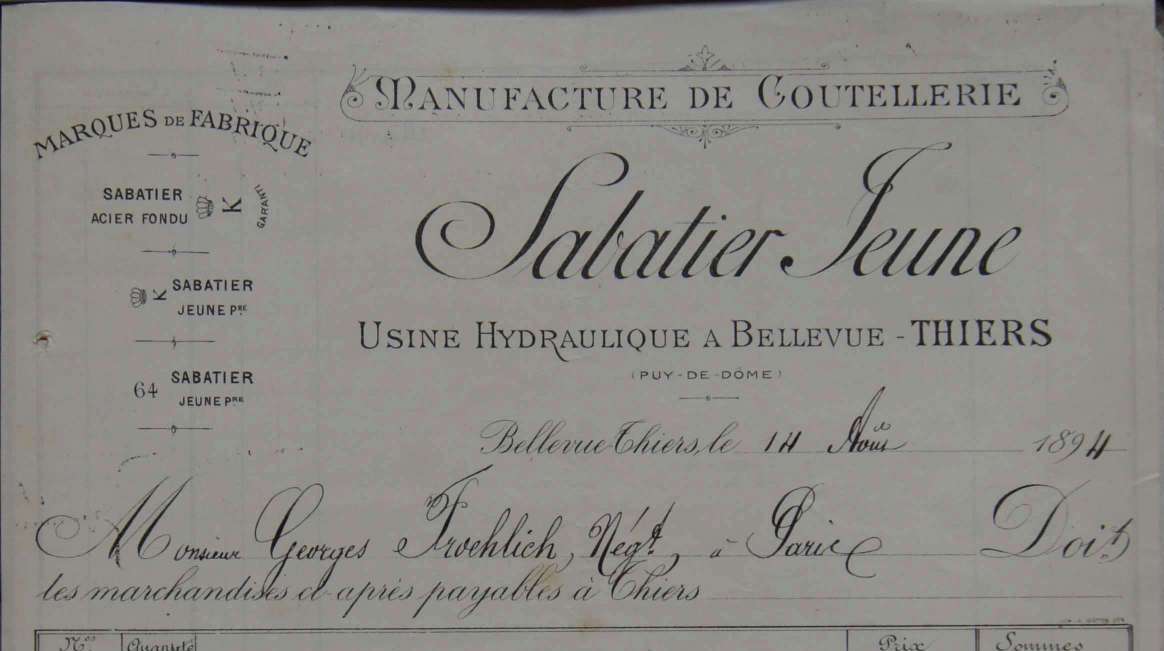 MARQUES DE FABRIQUE
SABATIER
ACIER FONDU
K
GARANTI
K
SABATIER
JEUNE Pre
64
SABATIER
JEUNE Pre
MANUFACTURE DE COUTELLERIE
Sabatier Jeune
USINE HYDRAULIQUE A BELLEVUE - THIERS
(PUY-DE-DÔME)
Bellevue Thiers, le 14 Août 1894
Monsieur Georges Froehlich, Négt, à Paris Doit
les marchandises ci-après payables à Thiers
Nos Quantité Prix Sommes